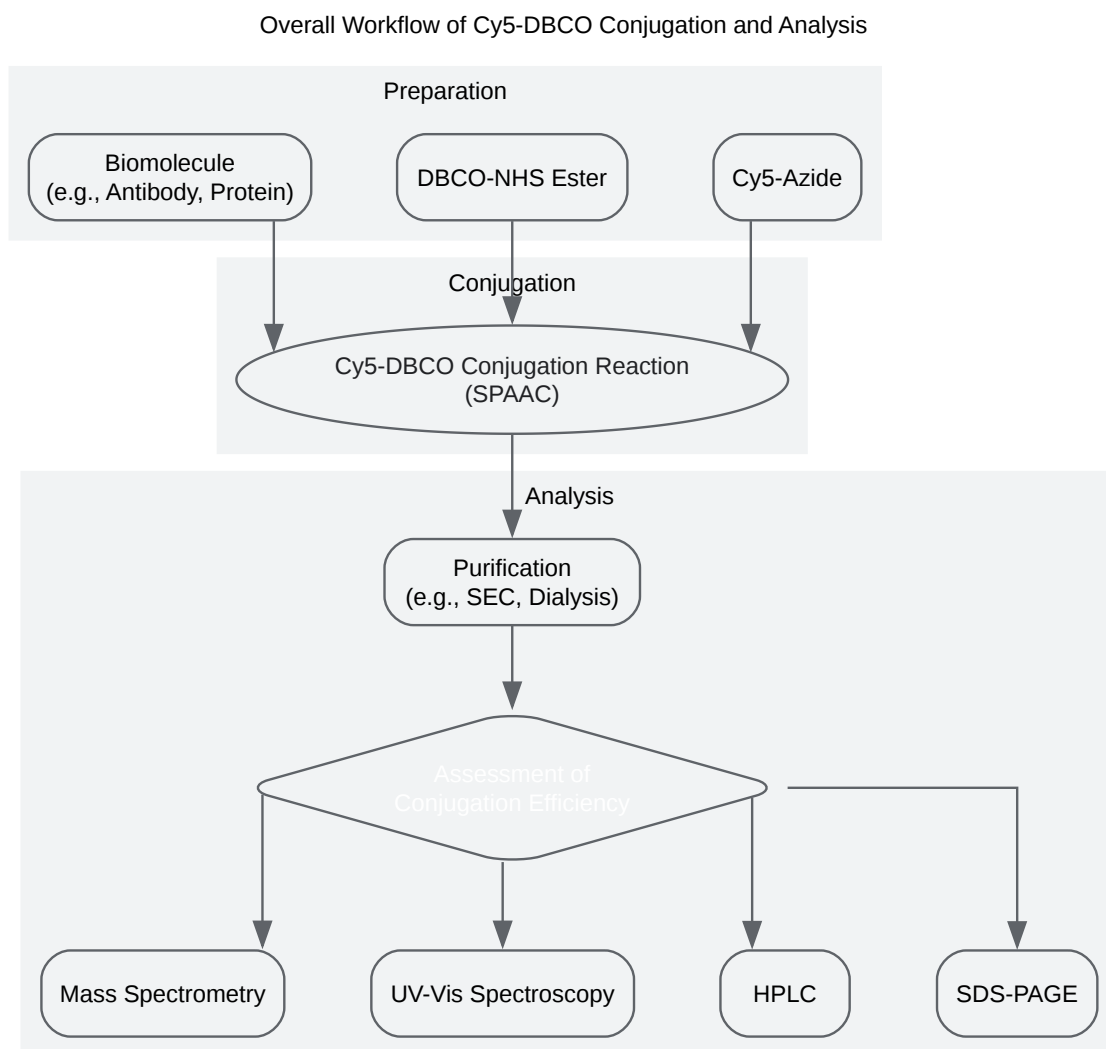 Overall Workflow of Cy5-DBCO Conjugation and Analysis
Preparation
Biomolecule
(e.g., Antibody, Protein)
DBCO-NHS Ester
Cy5-Azide
Conjugation
Cy5-DBCO Conjugation Reaction
(SPAAC)
Analysis
Purification
(e.g., SEC, Dialysis)
Assessment of
Conjugation Efficiency
Mass Spectrometry
UV-Vis Spectroscopy
HPLC
SDS-PAGE